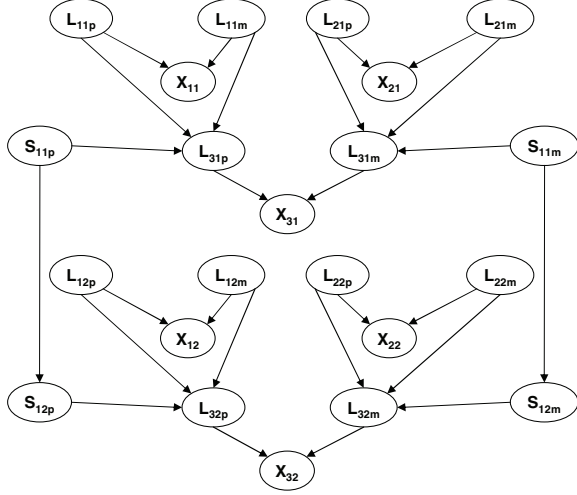 L11p L11m L21p L21m
X11 X21
S11p L31p L31m S11m
X31
L12p L12m L22p L22m
X12 X22
S12p L32p L32m S12m
X32